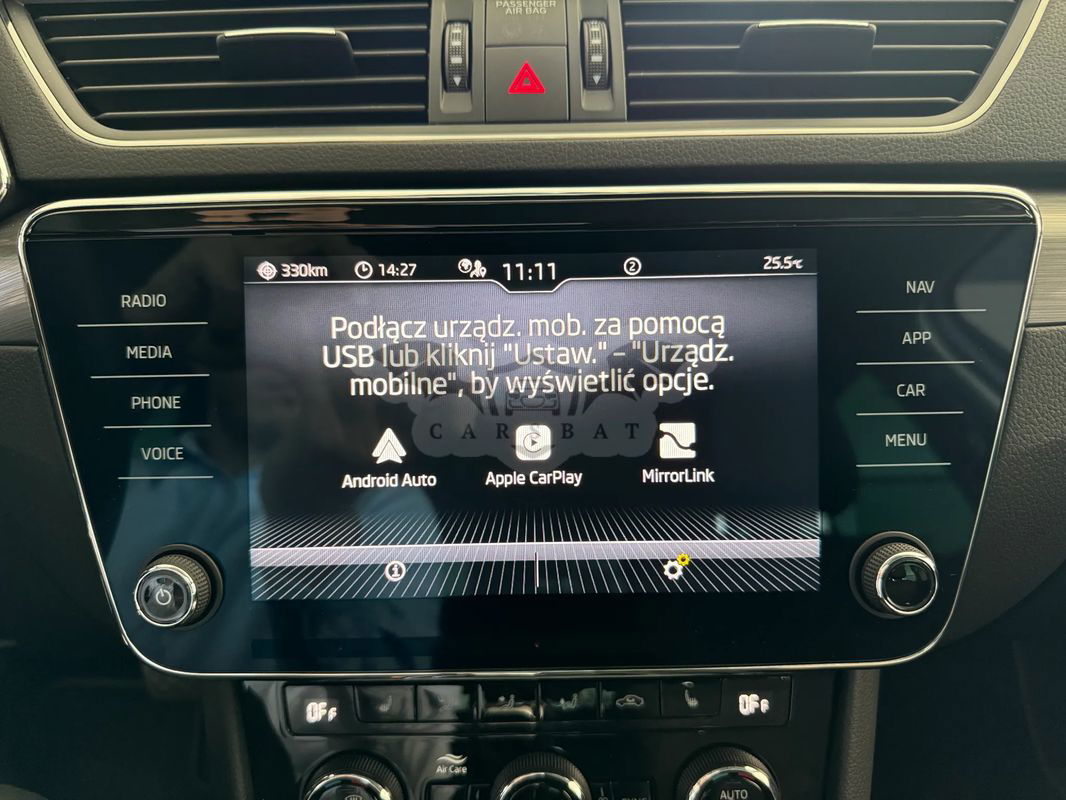 PASSENGER
AIR BAG
330km 14:27 11:11 2 25.5°C
RADIO
MEDIA
PHONE
VOICE
NAV
APP
CAR
MENU
Podłącz urządz. mob. za pomocą
USB lub kliknij "Ustaw." – "Urządz.
mobilne", by wyświetlić opcje.
CARSBAT
Android Auto Apple CarPlay MirrorLink
OFF OFF
Air Care
AUTO